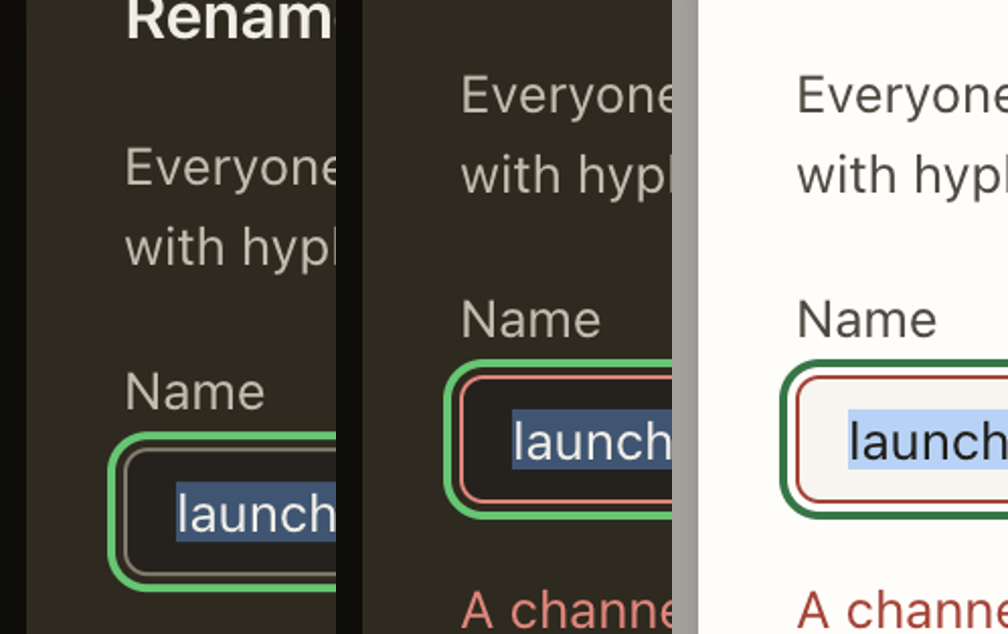 Renam
Everyone
with hyp
Name
launch
Everyone
with hyp
Name
launch
A channe
Everyone
with hyp
Name
launch
A channe